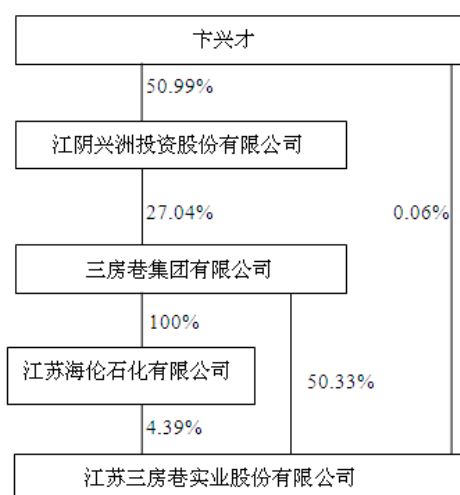 卞兴才
50.99%
江阴兴洲投资股份有限公司
27.04%
0.06%
三房巷集团有限公司
100%
江苏海伦石化有限公司
50.33%
4.39%
江苏三房巷实业股份有限公司